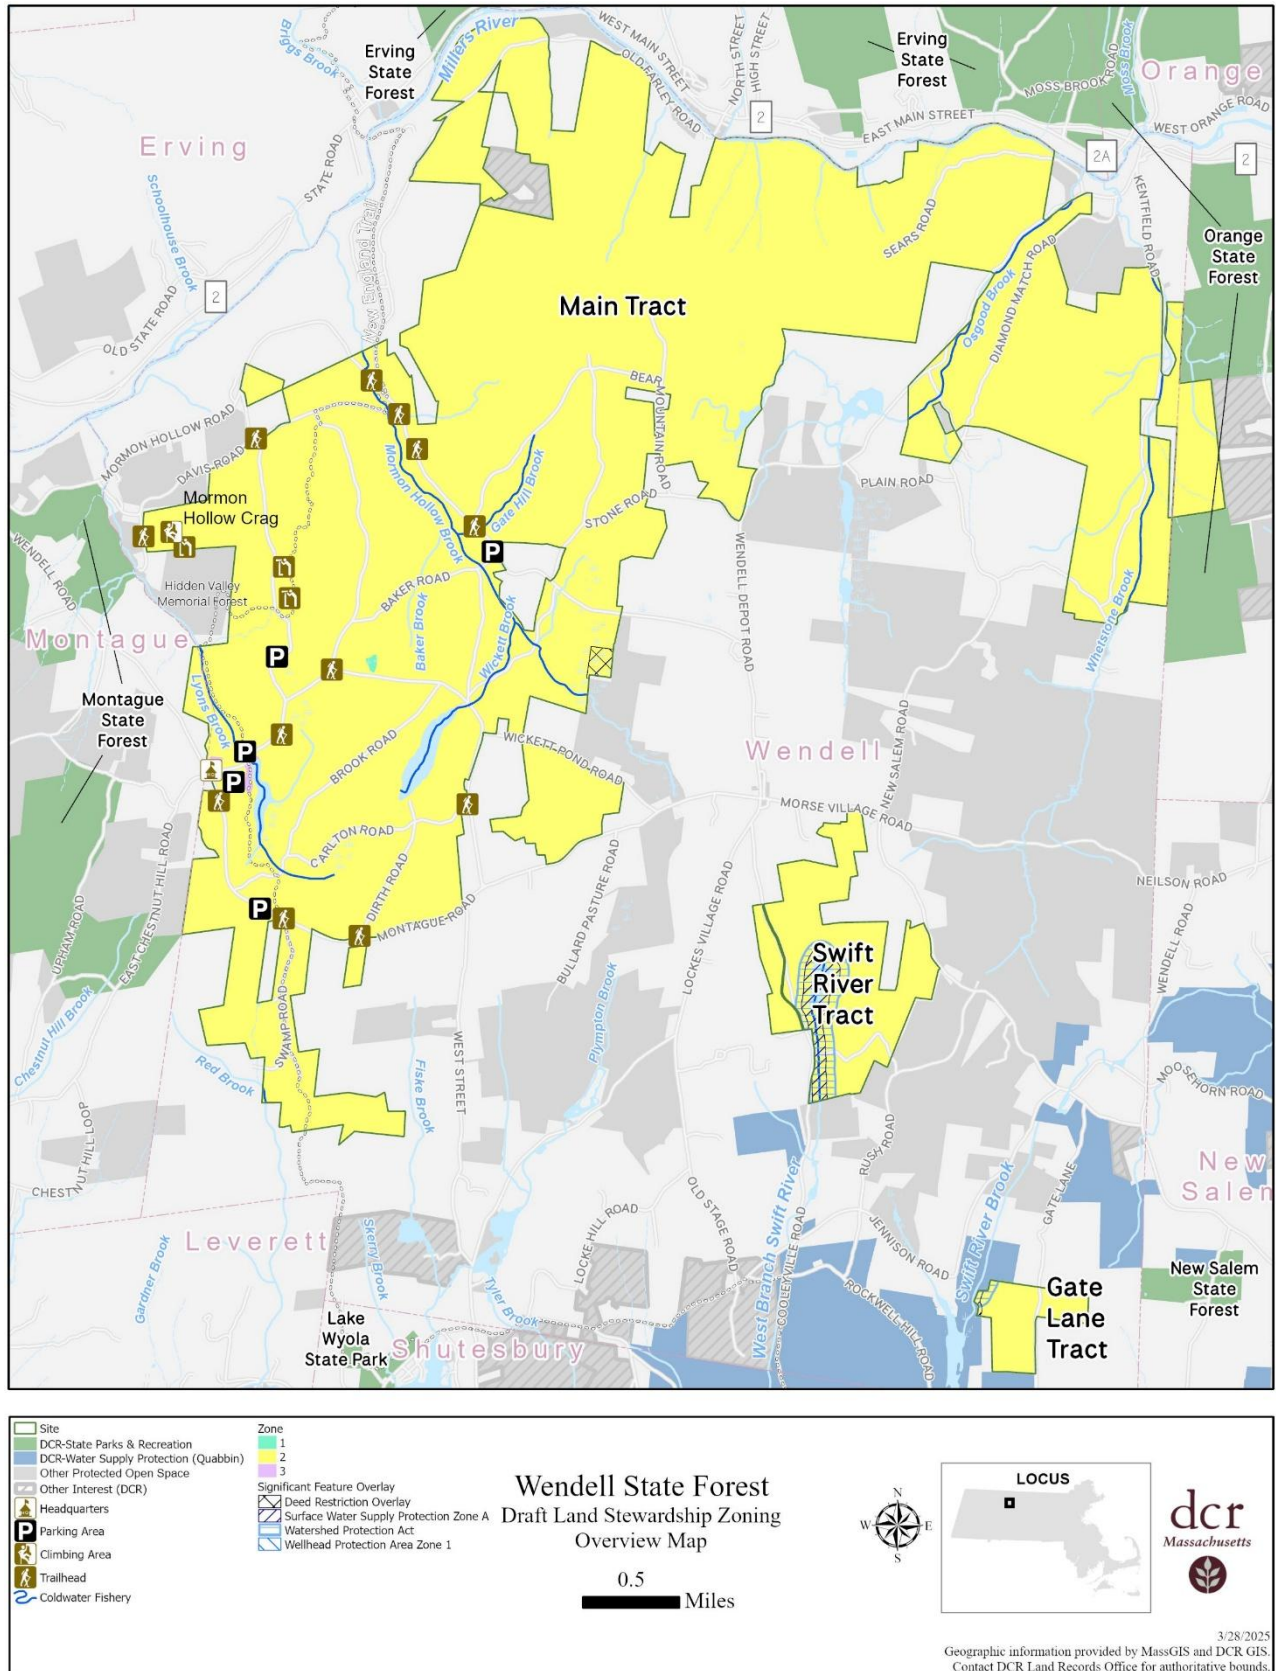 Briggs Brook
Erving
State
Forest
Millers River
WEST MAIN STREET
OLD FARLEY ROAD
NORTH STREET
HIGH STREET
Erving
State
Forest
MOSS BROOK ROAD
Moss Brook
Orange
WEST ORANGE ROAD
2
EAST MAIN STREET
2A
2
Erving
STATE ROAD
Schoolhouse Brook
New England Trail
SEARS ROAD
KENTFIELD ROAD
Orange
State
Forest
2
OLD STATE ROAD
Main Tract
Osgood Brook
DIAMOND MATCH ROAD
BEAR MOUNTAIN ROAD
MORMON HOLLOW ROAD
DAVIS ROAD
Mormon Hollow Brook
Gate Hill Brook
STONE ROAD
PLAIN ROAD
Mormon
Hollow Crag
P
WENDELL ROAD
Hidden Valley
Memorial Forest
BAKER ROAD
Baker Brook
Wickett Brook
WENDELL DEPOT ROAD
Whetstone Brook
Montague
P
Lyons Brook
Montague
State
Forest
P
P
BROOK ROAD
WICKETT POND ROAD
Wendell
NEW SALEM ROAD
MORSE VILLAGE ROAD
CARLTON ROAD
DIRTH ROAD
EAST CHESTNUT HILL ROAD
UPHAM ROAD
P
MONTAGUE ROAD
BULLARD PASTURE ROAD
LOCKES VILLAGE ROAD
NEILSON ROAD
WENDELL ROAD
Swift
River
Tract
Chestnut Hill Brook
SWAMP ROAD
Red Brook
Fiske Brook
WEST STREET
Plympton Brook
MOOSEHORN ROAD
CHESTNUT HILL LOOP
RUSH ROAD
New
Salem
GATE LANE
Leverett
Gardner Brook
Skerry Brook
Tyler Brook
LOCKE HILL ROAD
OLD STAGE ROAD
West Branch Swift River
COOLEYVILLE ROAD
JENNISON ROAD
ROCKWELL HILL ROAD
Swift River Brook
Gate
Lane
Tract
New Salem
State
Forest
Lake
Wyola
State Park
Shutesbury
Site
DCR-State Parks & Recreation
DCR-Water Supply Protection (Quabbin)
Other Protected Open Space
Other Interest (DCR)
Headquarters
P Parking Area
Climbing Area
Trailhead
Coldwater Fishery
Zone
1
2
3
Significant Feature Overlay
Deed Restriction Overlay
Surface Water Supply Protection Zone A
Watershed Protection Act
Wellhead Protection Area Zone 1
Wendell State Forest
Draft Land Stewardship Zoning
Overview Map
0.5
Miles
N
W E
S
LOCUS
dcr
Massachusetts
3/28/2025
Geographic information provided by MassGIS and DCR GIS.
Contact DCR Land Records Office for authoritative bounds.